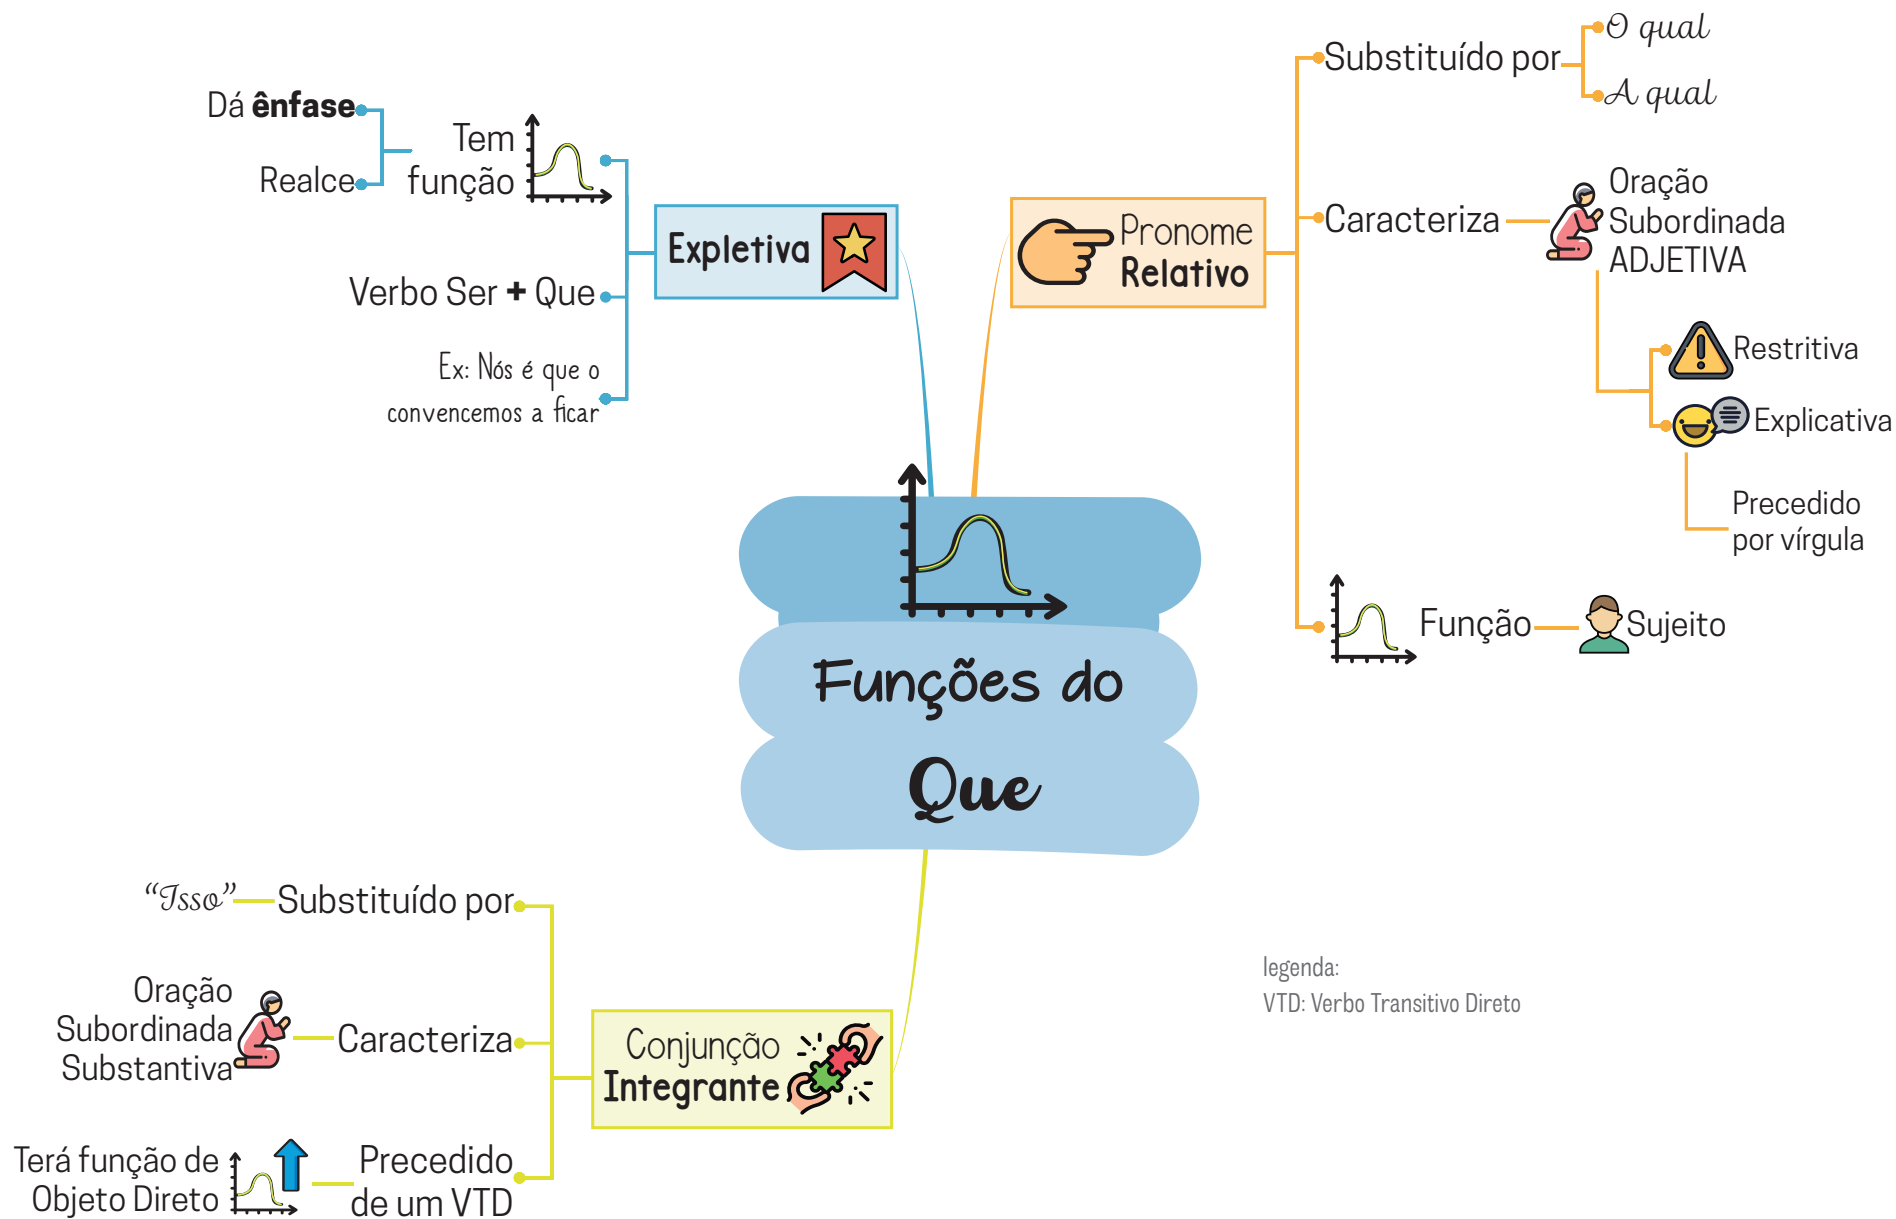 Funções do
Que
Expletiva
Tem
função
Dá ênfase
Realce
Verbo Ser + Que
Ex: Nós é que o
convencemos a ficar
Pronome
Relativo
Substituído por
O qual
A qual
Caracteriza
Oração
Subordinada
ADJETIVA
Restritiva
Explicativa
Precedido
por vírgula
Função
Sujeito
Conjunção
Integrante
Substituído por
“Isso”
Caracteriza
Oração
Subordinada
Substantiva
Precedido
de um VTD
Terá função de
Objeto Direto
legenda:
VTD: Verbo Transitivo Direto